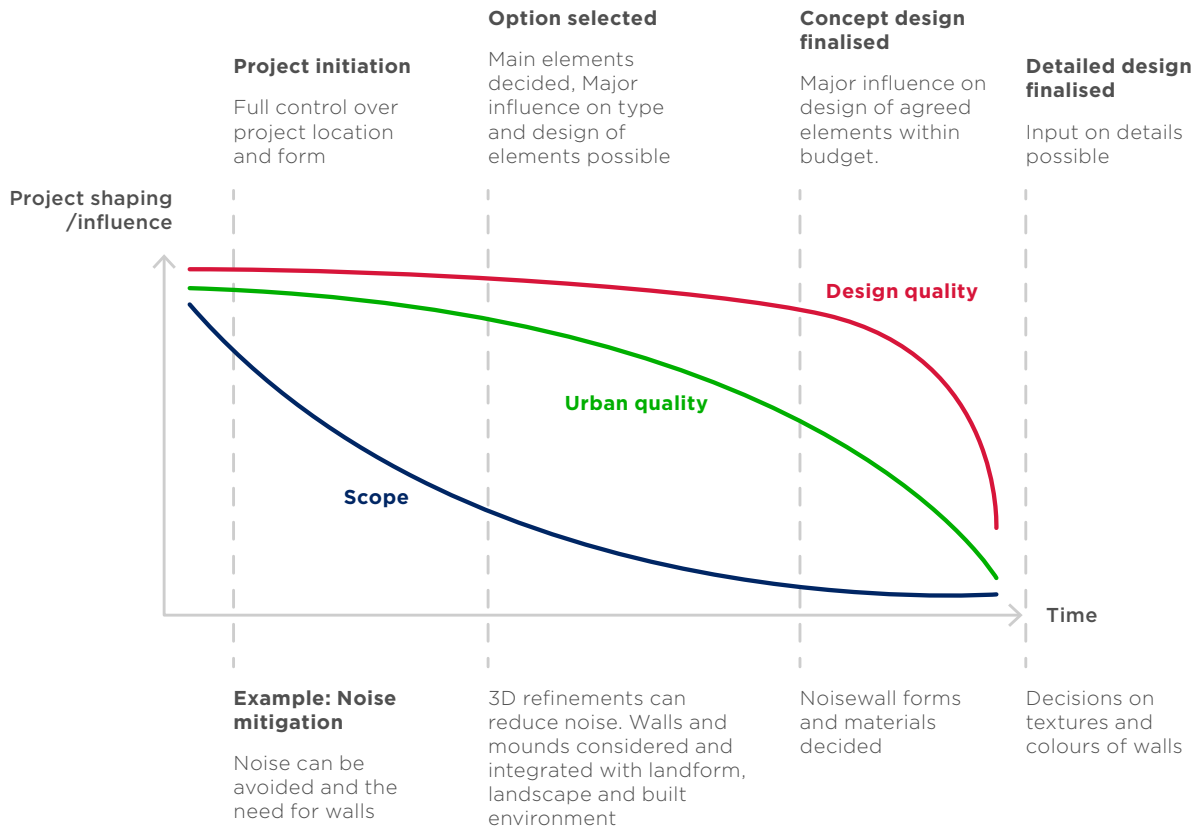 Project initiation
Full control over
project location
and form
Option selected
Main elements
decided, Major
influence on type
and design of
elements possible
Concept design
finalised
Major influence on
design of agreed
elements within
budget.
Detailed design
finalised
Input on details
possible
Project shaping
/influence
Design quality
Urban quality
Scope
Time
Example: Noise
mitigation
Noise can be
avoided and the
need for walls
3D refinements can
reduce noise. Walls and
mounds considered and
integrated with landform,
landscape and built
environment
Noisewall forms
and materials
decided
Decisions on
textures and
colours of walls